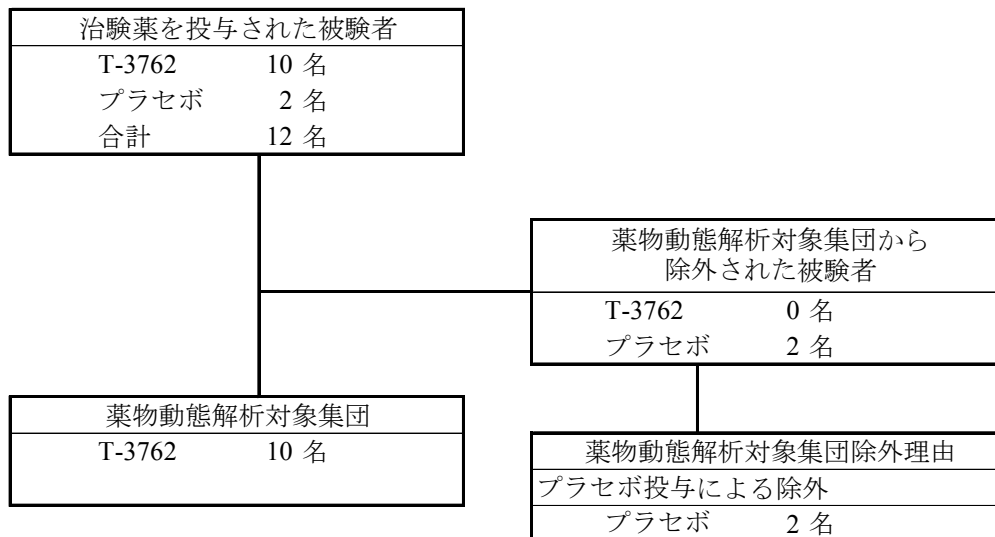 治験薬を投与された被験者
T-3762 10 名
プラセボ 2 名
合計 12 名
薬物動態解析対象集団から
除外された被験者
T-3762 0 名
プラセボ 2 名
薬物動態解析対象集団
T-3762 10 名
薬物動態解析対象集団除外理由
プラセボ投与による除外
プラセボ 2 名